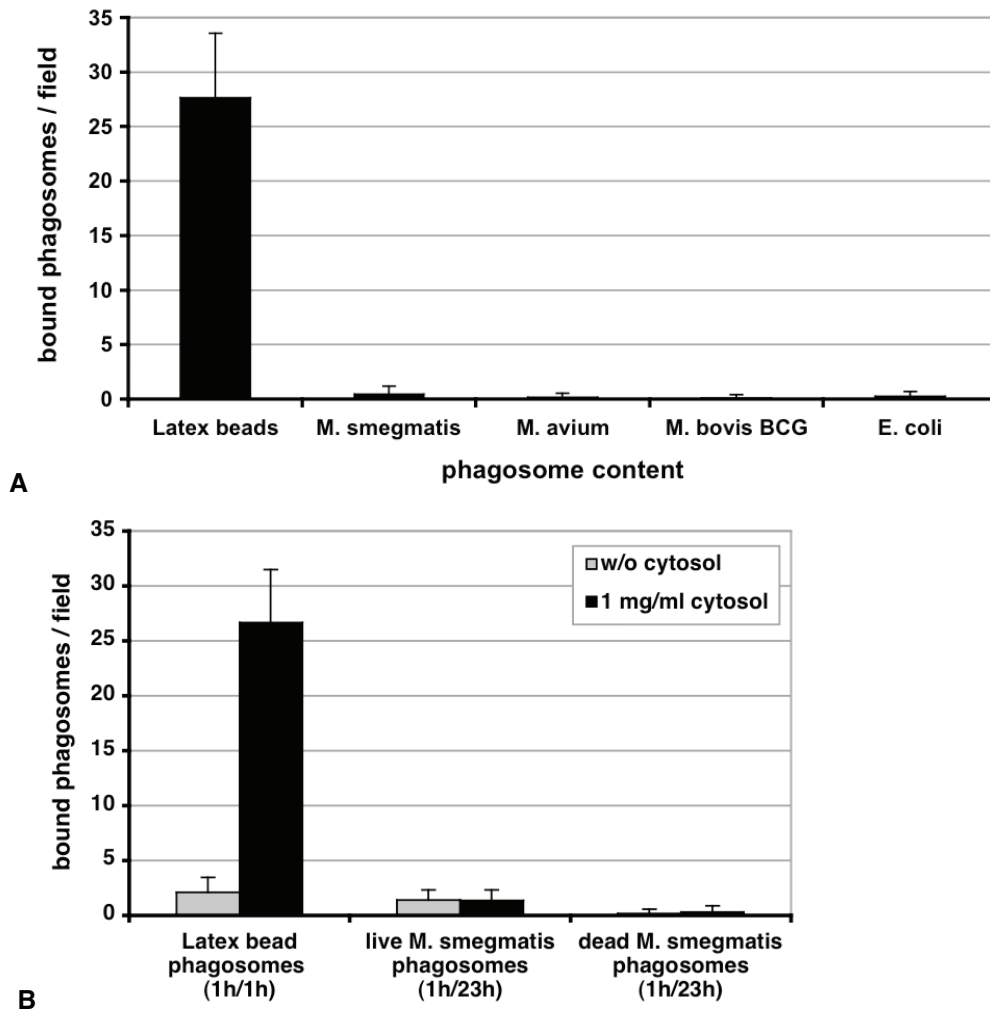 35
30
25
20
15
10
5
0
bound phagosomes / field
Latex beads M. smegmatis M. avium M. bovis BCG E. coli
phagosome content
A
35
30
25
20
15
10
5
0
bound phagosomes / field
w/o cytosol
1 mg/ml cytosol
Latex bead live M. smegmatis dead M. smegmatis
phagosomes phagosomes phagosomes
(1h/1h) (1h/23h) (1h/23h)
B